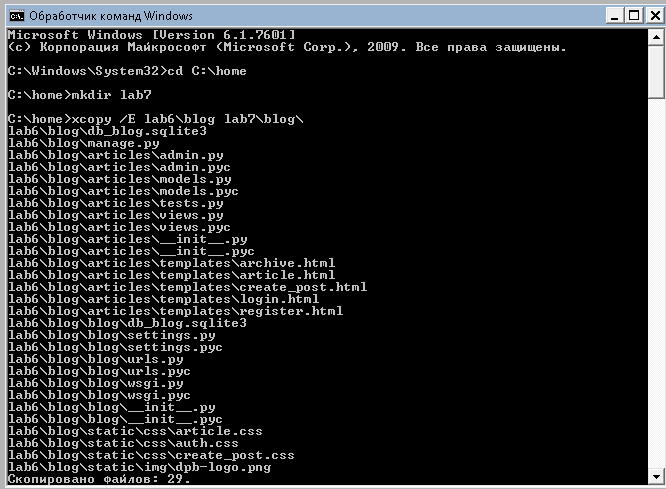 Обработчик команд Windows
Microsoft Windows [Version 6.1.7601]
(c) Корпорация Майкрософт (Microsoft Corp.), 2009. Все права защищены.
C:\Windows\System32>cd C:\home
C:\home>mkdir lab7
C:\home>xcopy /E lab6\blog lab7\blog\
lab6\blog\db_blog.sqlite3
lab6\blog\manage.py
lab6\blog\articles\admin.py
lab6\blog\articles\admin.pyc
lab6\blog\articles\models.py
lab6\blog\articles\models.pyc
lab6\blog\articles\tests.py
lab6\blog\articles\views.py
lab6\blog\articles\views.pyc
lab6\blog\articles\__init__.py
lab6\blog\articles\__init__.pyc
lab6\blog\articles\templates\archive.html
lab6\blog\articles\templates\article.html
lab6\blog\articles\templates\create_post.html
lab6\blog\articles\templates\login.html
lab6\blog\articles\templates\register.html
lab6\blog\blog\db_blog.sqlite3
lab6\blog\blog\settings.py
lab6\blog\blog\settings.pyc
lab6\blog\blog\urls.py
lab6\blog\blog\urls.pyc
lab6\blog\blog\wsgi.py
lab6\blog\blog\wsgi.pyc
lab6\blog\blog\__init__.py
lab6\blog\blog\__init__.pyc
lab6\blog\static\css\article.css
lab6\blog\static\css\auth.css
lab6\blog\static\css\create_post.css
lab6\blog\static\img\dpb-logo.png
Скопировано файлов: 29.